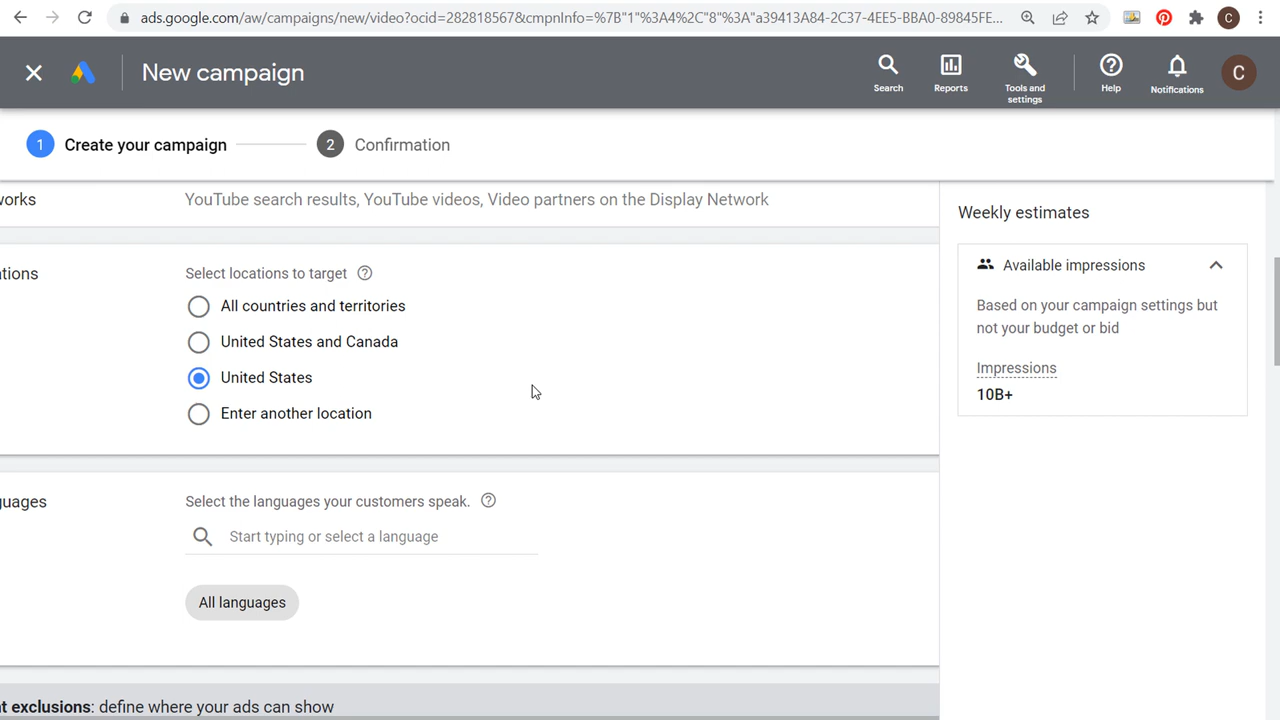 ads.google.com/aw/campaigns/new/video?ocid=282818567&cmpnInfo=%7B"1"%3A4%2C"8"%3A"a39413A84-2C37-4EE5-BBA0-89845FE...
C
New campaign
Search
Reports
Tools and
settings
Help
Notifications
C
1 Create your campaign
2 Confirmation
works
YouTube search results, YouTube videos, Video partners on the Display Network
Weekly estimates
Available impressions
Based on your campaign settings but
not your budget or bid
Impressions
10B+
ations
Select locations to target
All countries and territories
United States and Canada
United States
Enter another location
guages
Select the languages your customers speak.
Start typing or select a language
All languages
nt exclusions: define where your ads can show